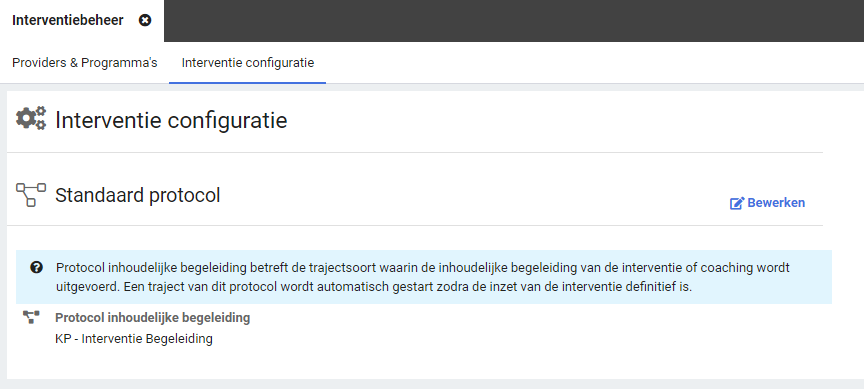 Interventiebeheer
Providers & Programma's
Interventie configuratie
Interventie configuratie
Standaard protocol
Bewerken
Protocol inhoudelijke begeleiding betreft de trajectsoort waarin de inhoudelijke begeleiding van de interventie of coaching wordt
uitgevoerd. Een traject van dit protocol wordt automatisch gestart zodra de inzet van de interventie definitief is.
Protocol inhoudelijke begeleiding
KP - Interventie Begeleiding